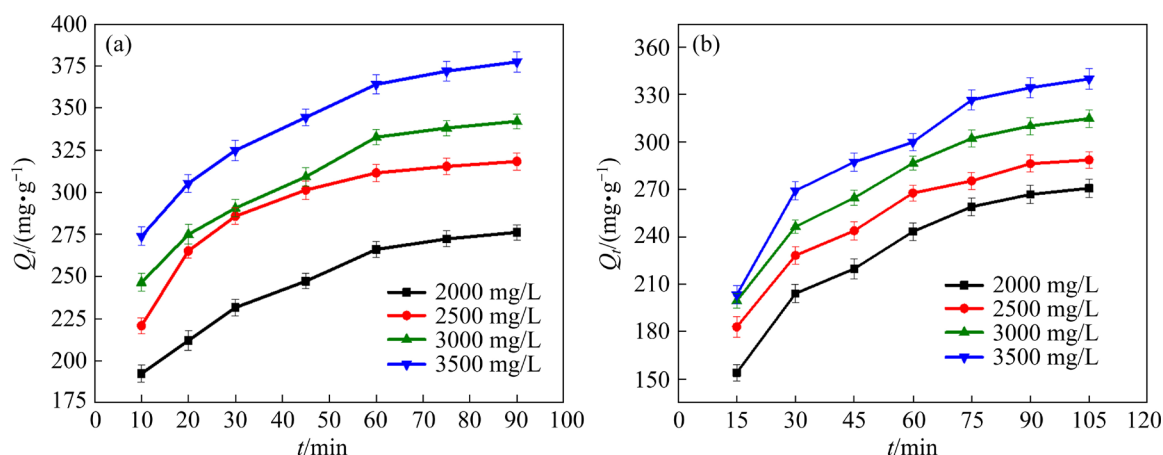 (a)
400
375
350
325
300
275
250
225
200
175
Qₜ/(mg•g⁻¹)
2000 mg/L
2500 mg/L
3000 mg/L
3500 mg/L
0 10 20 30 40 50 60 70 80 90 100
t/min
(b)
360
330
300
270
240
210
180
150
Qₜ/(mg•g⁻¹)
2000 mg/L
2500 mg/L
3000 mg/L
3500 mg/L
0 15 30 45 60 75 90 105 120
t/min